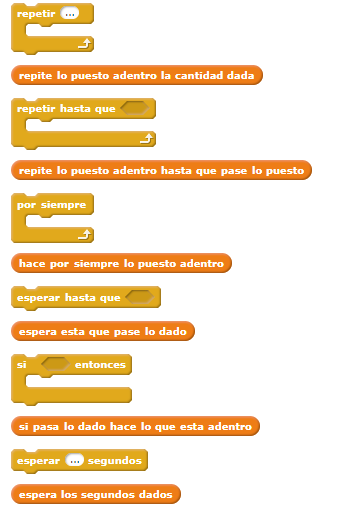 repetir ...
repite lo puesto adentro la cantidad dada
repetir hasta que
repite lo puesto adentro hasta que pase lo puesto
por siempre
hace por siempre lo puesto adentro
esperar hasta que
espera esta que pase lo dado
si entonces
si pasa lo dado hace lo que esta adentro
esperar ... segundos
espera los segundos dados